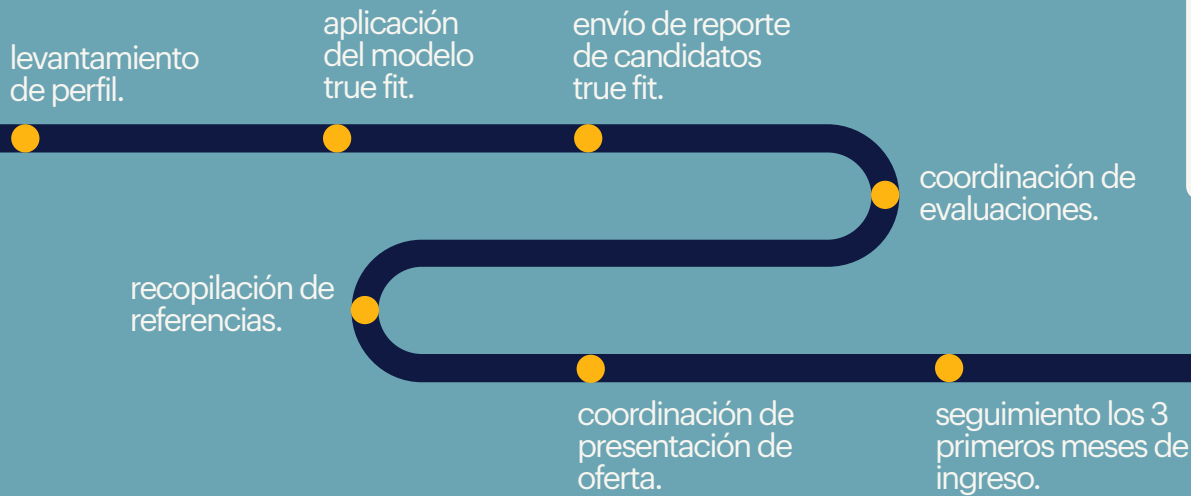 levantamiento
de perfil.
aplicación
del modelo
true fit.
envío de reporte
de candidatos
true fit.
coordinación de
evaluaciones.
recopilación de
referencias.
coordinación de
presentación de
oferta.
seguimiento los 3
primeros meses de
ingreso.